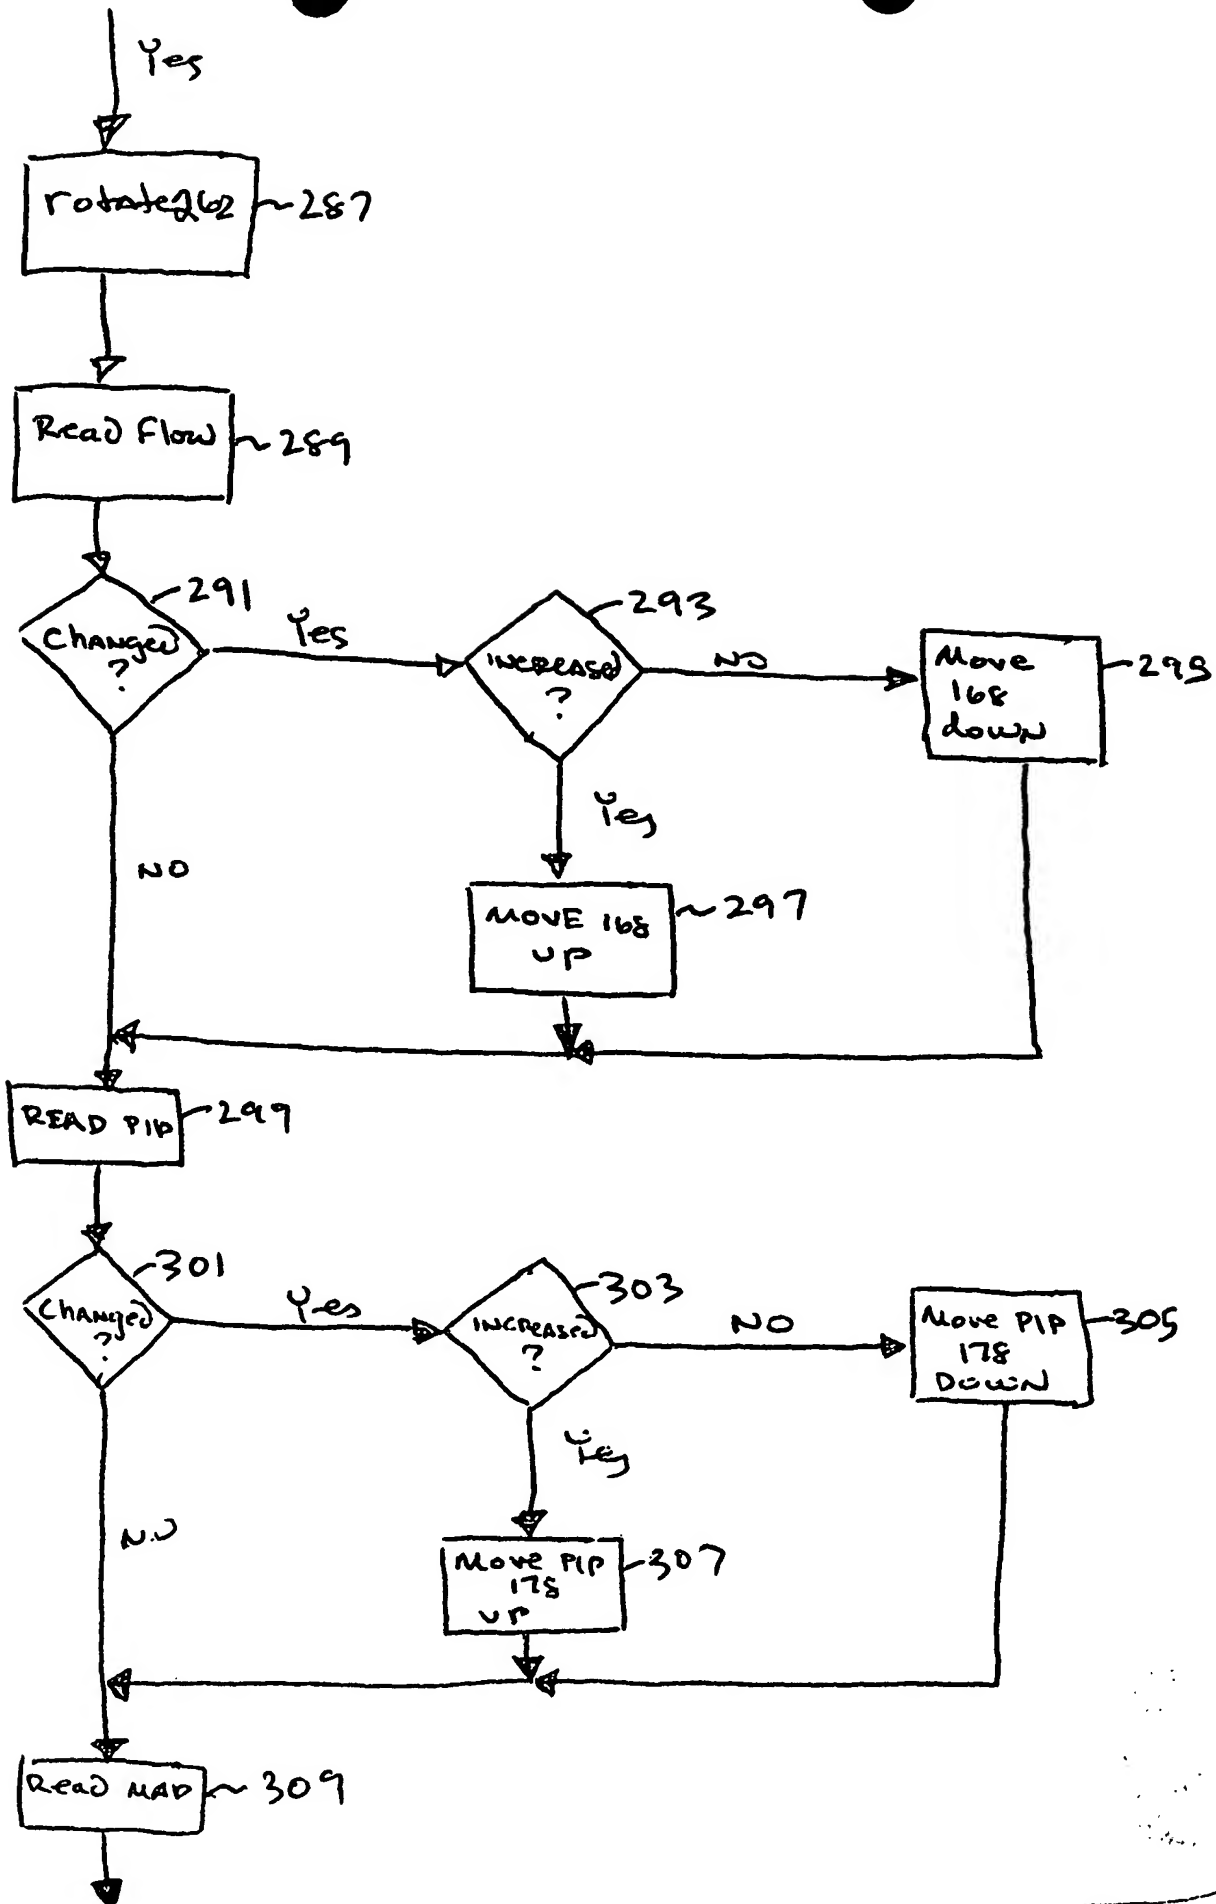 Yes
rotate 262
287
Read Flow
289
291
Changed
?
Yes
293
INCREASED
?
NO
Move
168
down
295
Yes
NO
MOVE 168
UP
297
READ PIP
299
301
Changed
?
Yes
303
INCREASED
?
NO
Move PIP
178
DOWN
305
Yes
NO
Move PIP
178
UP
307
Read MAP
309